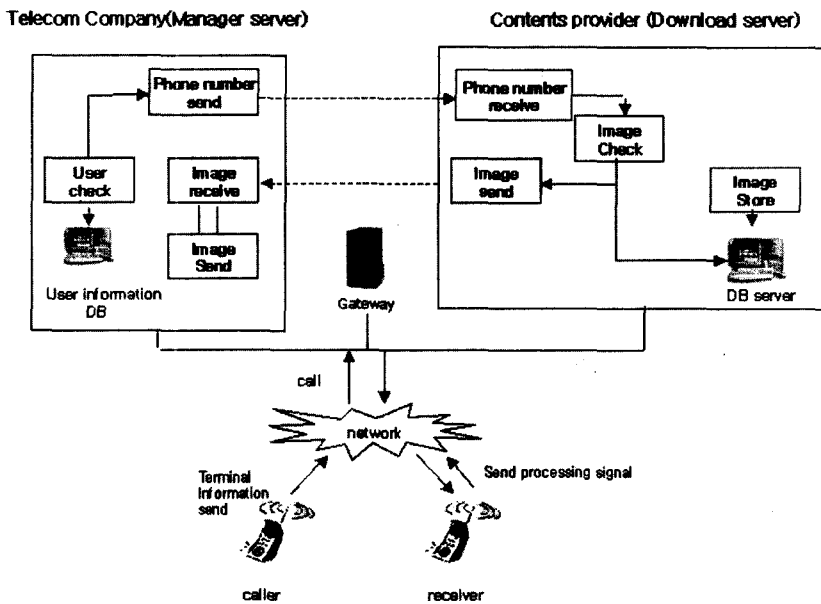 Telecom Company(Manager server)
Contents provider (Download server)
Phone number
send
Phone number
receive
Image
Check
User
check
Image
receive
Image
send
Image
Store
Image
Send
User information
DB
Gateway
DB server
call
network
Terminal
Information
send
Send processing signal
caller
receiver